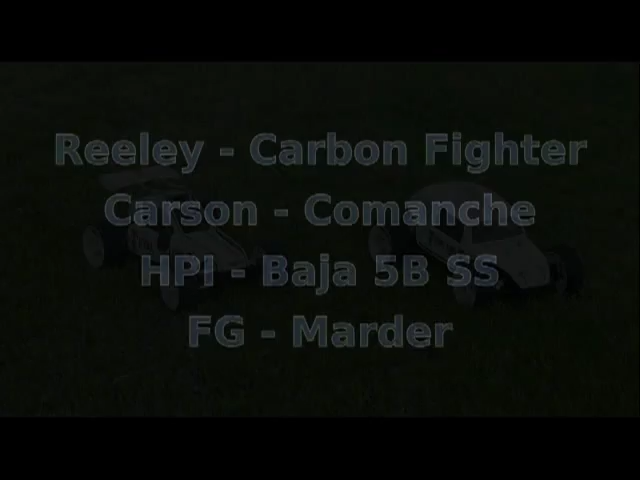 Reeley - Carbon Fighter
Carson - Comanche
HPI - Baja 5B SS
FG - Marder